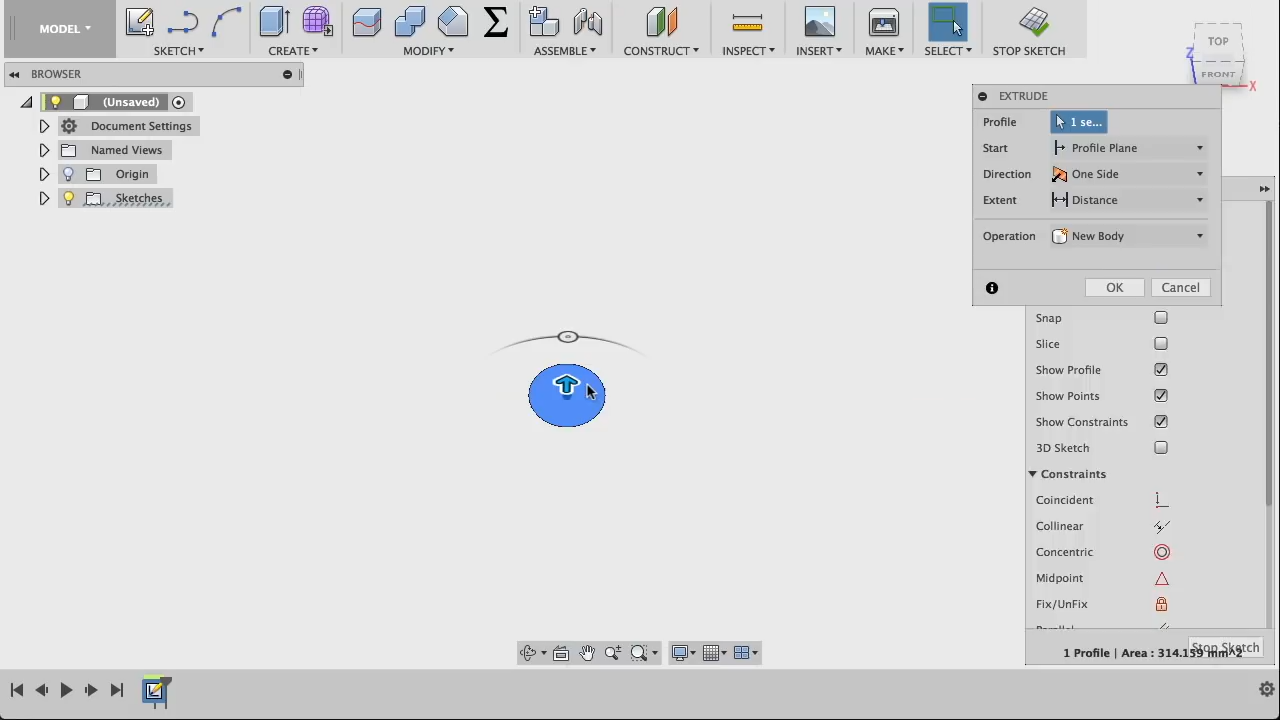 MODEL
SKETCH
CREATE
MODIFY
ASSEMBLE
CONSTRUCT
INSPECT
INSERT
MAKE
SELECT
STOP SKETCH
TOP
FRONT
Z
X
BROWSER
(Unsaved)
Document Settings
Named Views
Origin
Sketches
EXTRUDE
Profile
1 se...
Start
Profile Plane
Direction
One Side
Extent
Distance
Operation
New Body
OK
Cancel
Snap
Slice
Show Profile
Show Points
Show Constraints
3D Sketch
Constraints
Coincident
Collinear
Concentric
Midpoint
Fix/UnFix
Parallel
Stop Sketch
1 Profile | Area : 314.159 mm^2